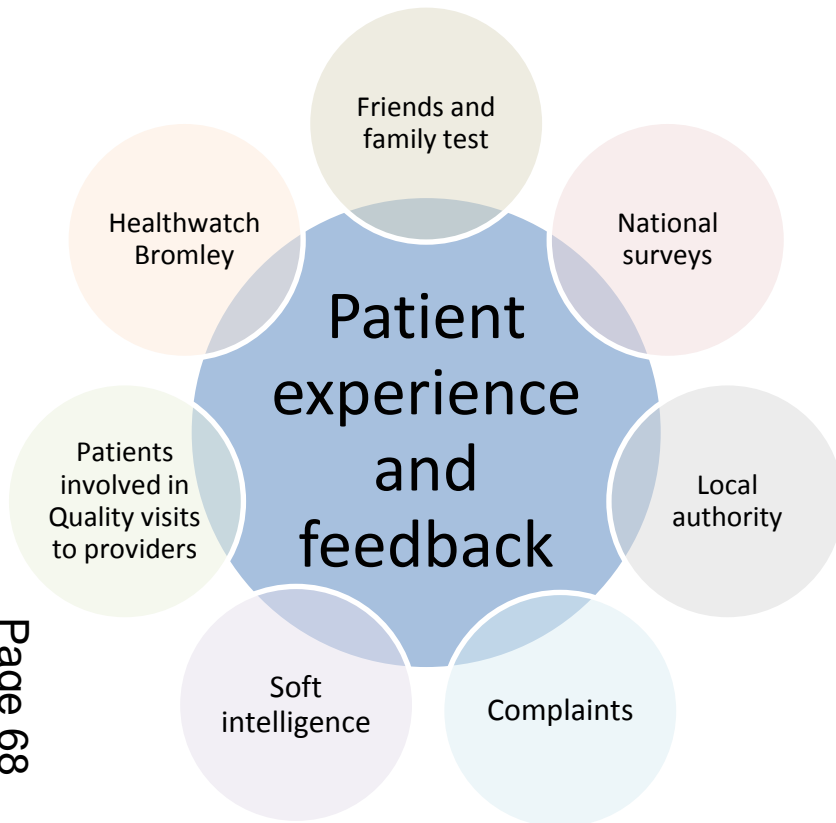 Friends and
family test
Healthwatch
Bromley
National
surveys
Patient
experience
and
feedback
Patients
involved in
Quality visits
to providers
Local
authority
Soft
intelligence
Complaints
Page 68